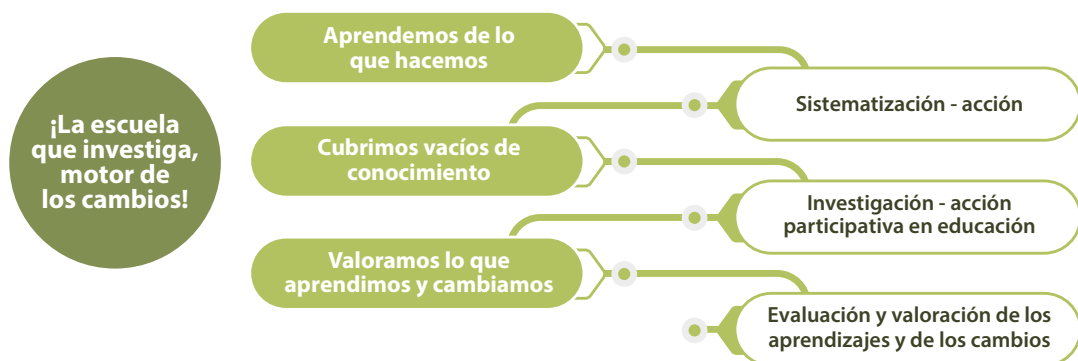 ¡La escuela
que investiga,
motor de
los cambios!
Aprendemos de lo
que hacemos
Sistematización - acción
Cubrimos vacíos de
conocimiento
Investigación - acción
participativa en educación
Valoramos lo que
aprendimos y cambiamos
Evaluación y valoración de los
aprendizajes y de los cambios